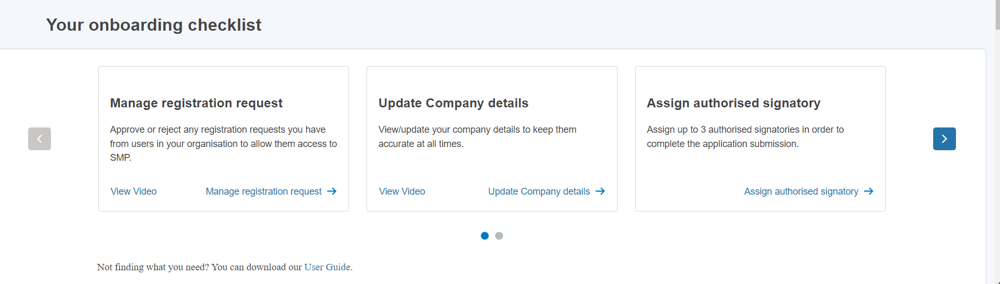 Your onboarding checklist
Manage registration request
Approve or reject any registration requests you have
from users in your organisation to allow them access to
SMP.
View Video
Manage registration request
Update Company details
View/update your company details to keep them
accurate at all times.
View Video
Update Company details
Assign authorised signatory
Assign up to 3 authorised signatories in order to
complete the application submission.
Assign authorised signatory
Not finding what you need? You can download our User Guide.